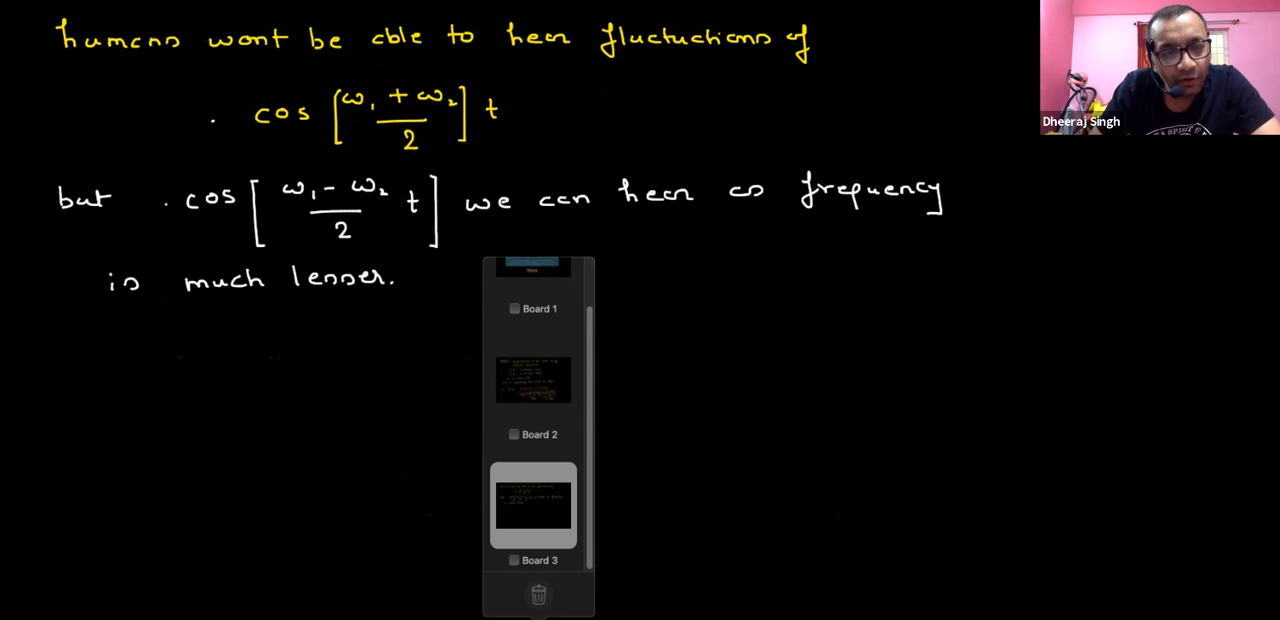 humans wont be able to hear fluctuations of
cos [ω₁ + ω₂ / 2] t
but . cos [ω₁ - ω₂ / 2 t] we can hear as frequency
is much lesser.
Dheeraj Singh
Board 1
Board 2
Board 3